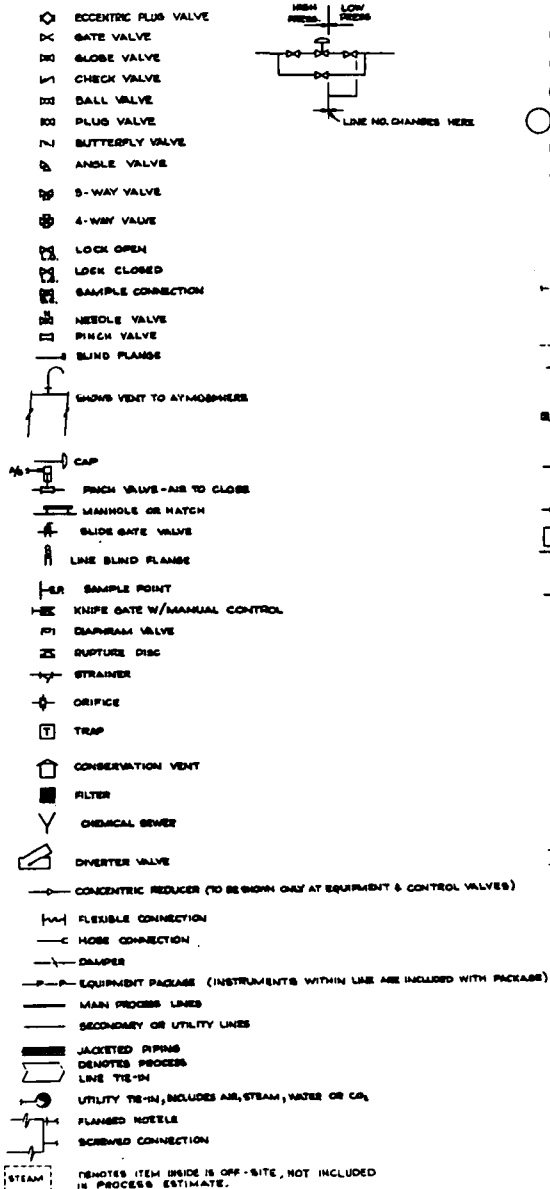 ECCENTRIC PLUG VALVE
GATE VALVE
GLOBE VALVE
CHECK VALVE
BALL VALVE
PLUG VALVE
BUTTERFLY VALVE
ANGLE VALVE
3-WAY VALVE
4-WAY VALVE
LOCK OPEN
LOCK CLOSED
SAMPLE CONNECTION
NEEDLE VALVE
PINCH VALVE
BLIND FLANGE
SHOWS VENT TO ATMOSPHERE
CAP
A/S
PINCH VALVE-AIR TO CLOSE
MANHOLE OR HATCH
SLIDE GATE VALVE
LINE BLIND FLANGE
S.P. SAMPLE POINT
KNIFE GATE W/MANUAL CONTROL
DIAPHRAM VALVE
RUPTURE DISC
STRAINER
ORIFICE
T TRAP
CONSERVATION VENT
FILTER
CHEMICAL SEWER
DIVERTER VALVE
CONCENTRIC REDUCER (TO BE SHOWN ONLY AT EQUIPMENT & CONTROL VALVES)
FLEXIBLE CONNECTION
HOSE CONNECTION
DAMPER
P P EQUIPMENT PACKAGE (INSTRUMENTS WITHIN LINE ARE INCLUDED WITH PACKAGE)
MAIN PROCESS LINES
SECONDARY OR UTILITY LINES
JACKETED PIPING
DENOTES PROCESS
LINE TIE-IN
UTILITY TIE-IN, INCLUDES AIR, STEAM, WATER OR CO₂
FLANGED NOZZLE
SCREWED CONNECTION
STEAM DENOTES ITEM INSIDE IS OFF-SITE, NOT INCLUDED
IN PROCESS ESTIMATE.
HIGH PRESS.
LOW PRESS
LINE NO. CHANGES HERE